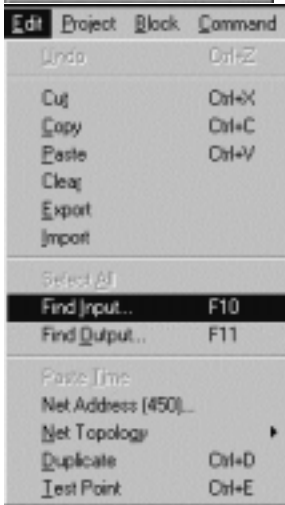 Edit Project Block Command
Undo Ctrl+Z
Cut Ctrl+X
Copy Ctrl+C
Paste Ctrl+V
Clear
Export
Import
Select All
Find Input... F10
Find Output... F11
Paste Time
Net Address (450)...
Net Topology
Duplicate Ctrl+D
Test Point Ctrl+E